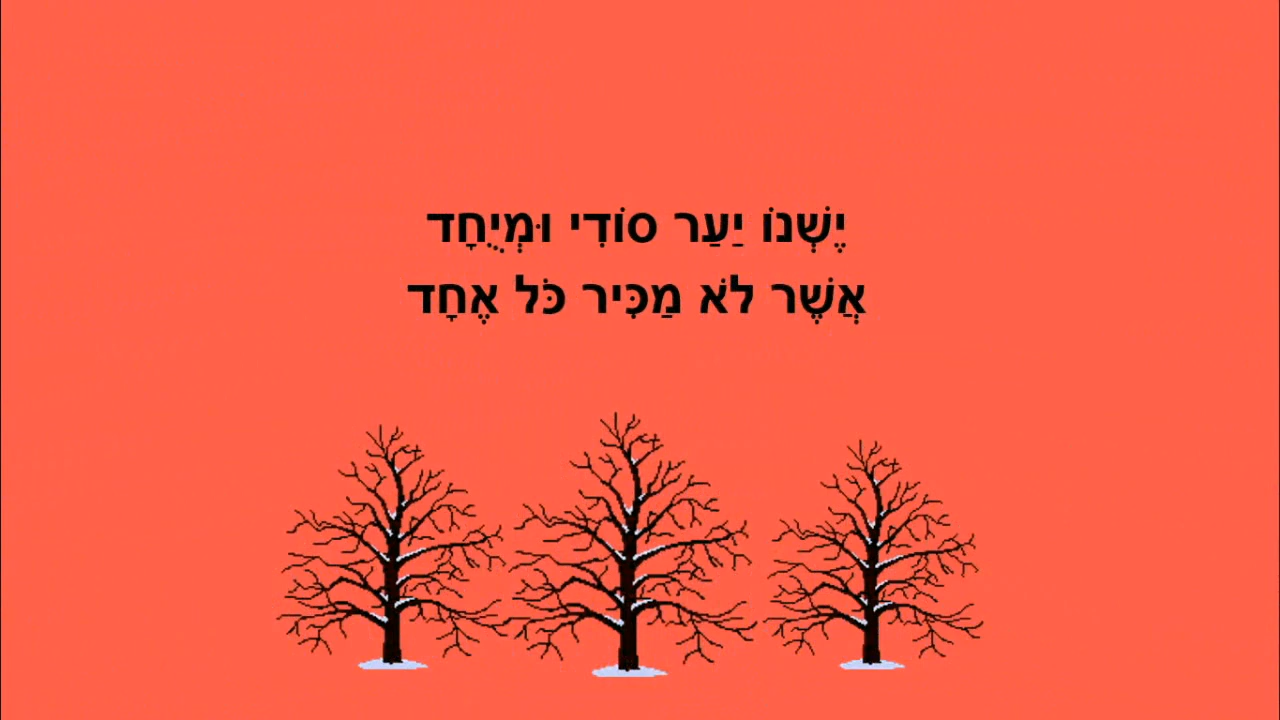 יֶשְׁנוֹ יַעַר סוֹדִי וּמְיֻחָד
אֲשֶׁר לֹא מַכִּיר כֹּל אֶחָד